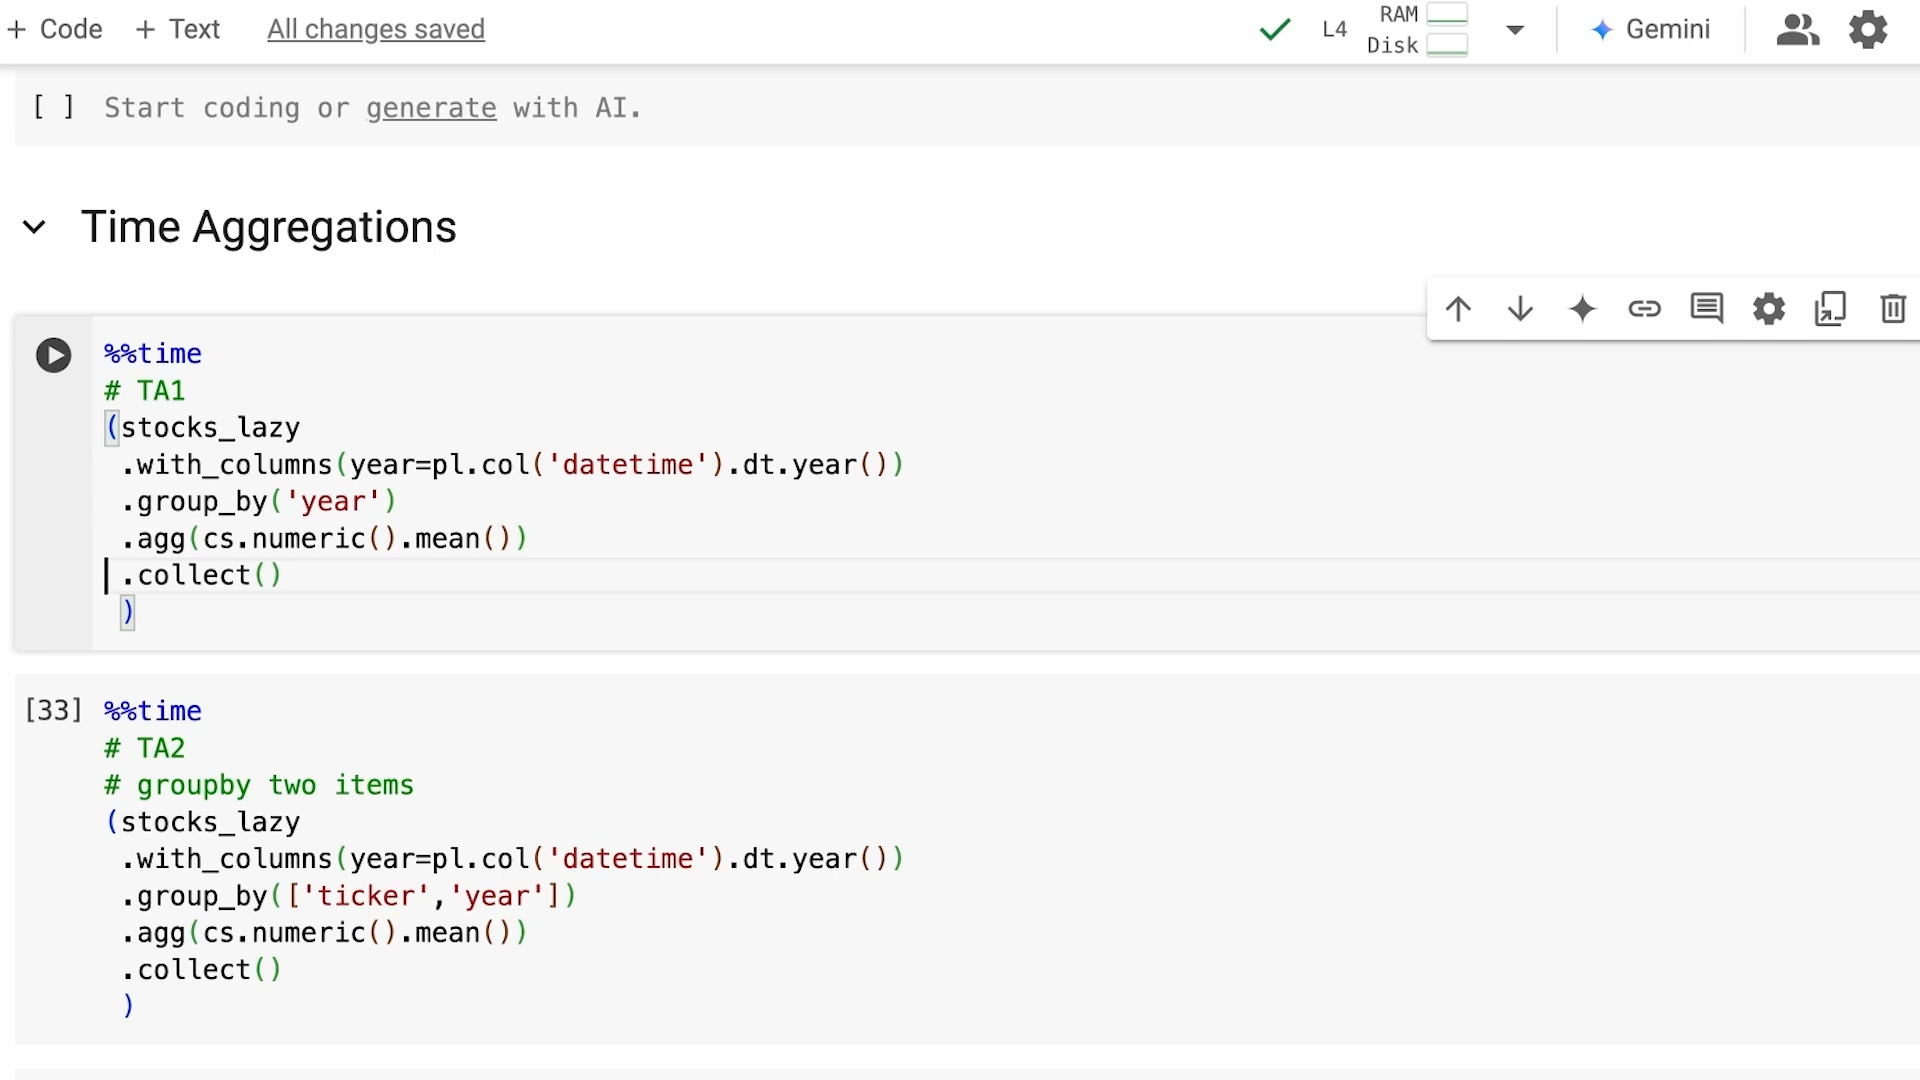 + Code + Text All changes saved L4 RAM Disk Gemini
[ ] Start coding or generate with AI.
Time Aggregations
%%time
# TA1
(stocks_lazy
.with_columns(year=pl.col('datetime').dt.year())
.group_by('year')
.agg(cs.numeric().mean())
.collect()
)
[33] %%time
# TA2
# groupby two items
(stocks_lazy
.with_columns(year=pl.col('datetime').dt.year())
.group_by(['ticker','year'])
.agg(cs.numeric().mean())
.collect()
)